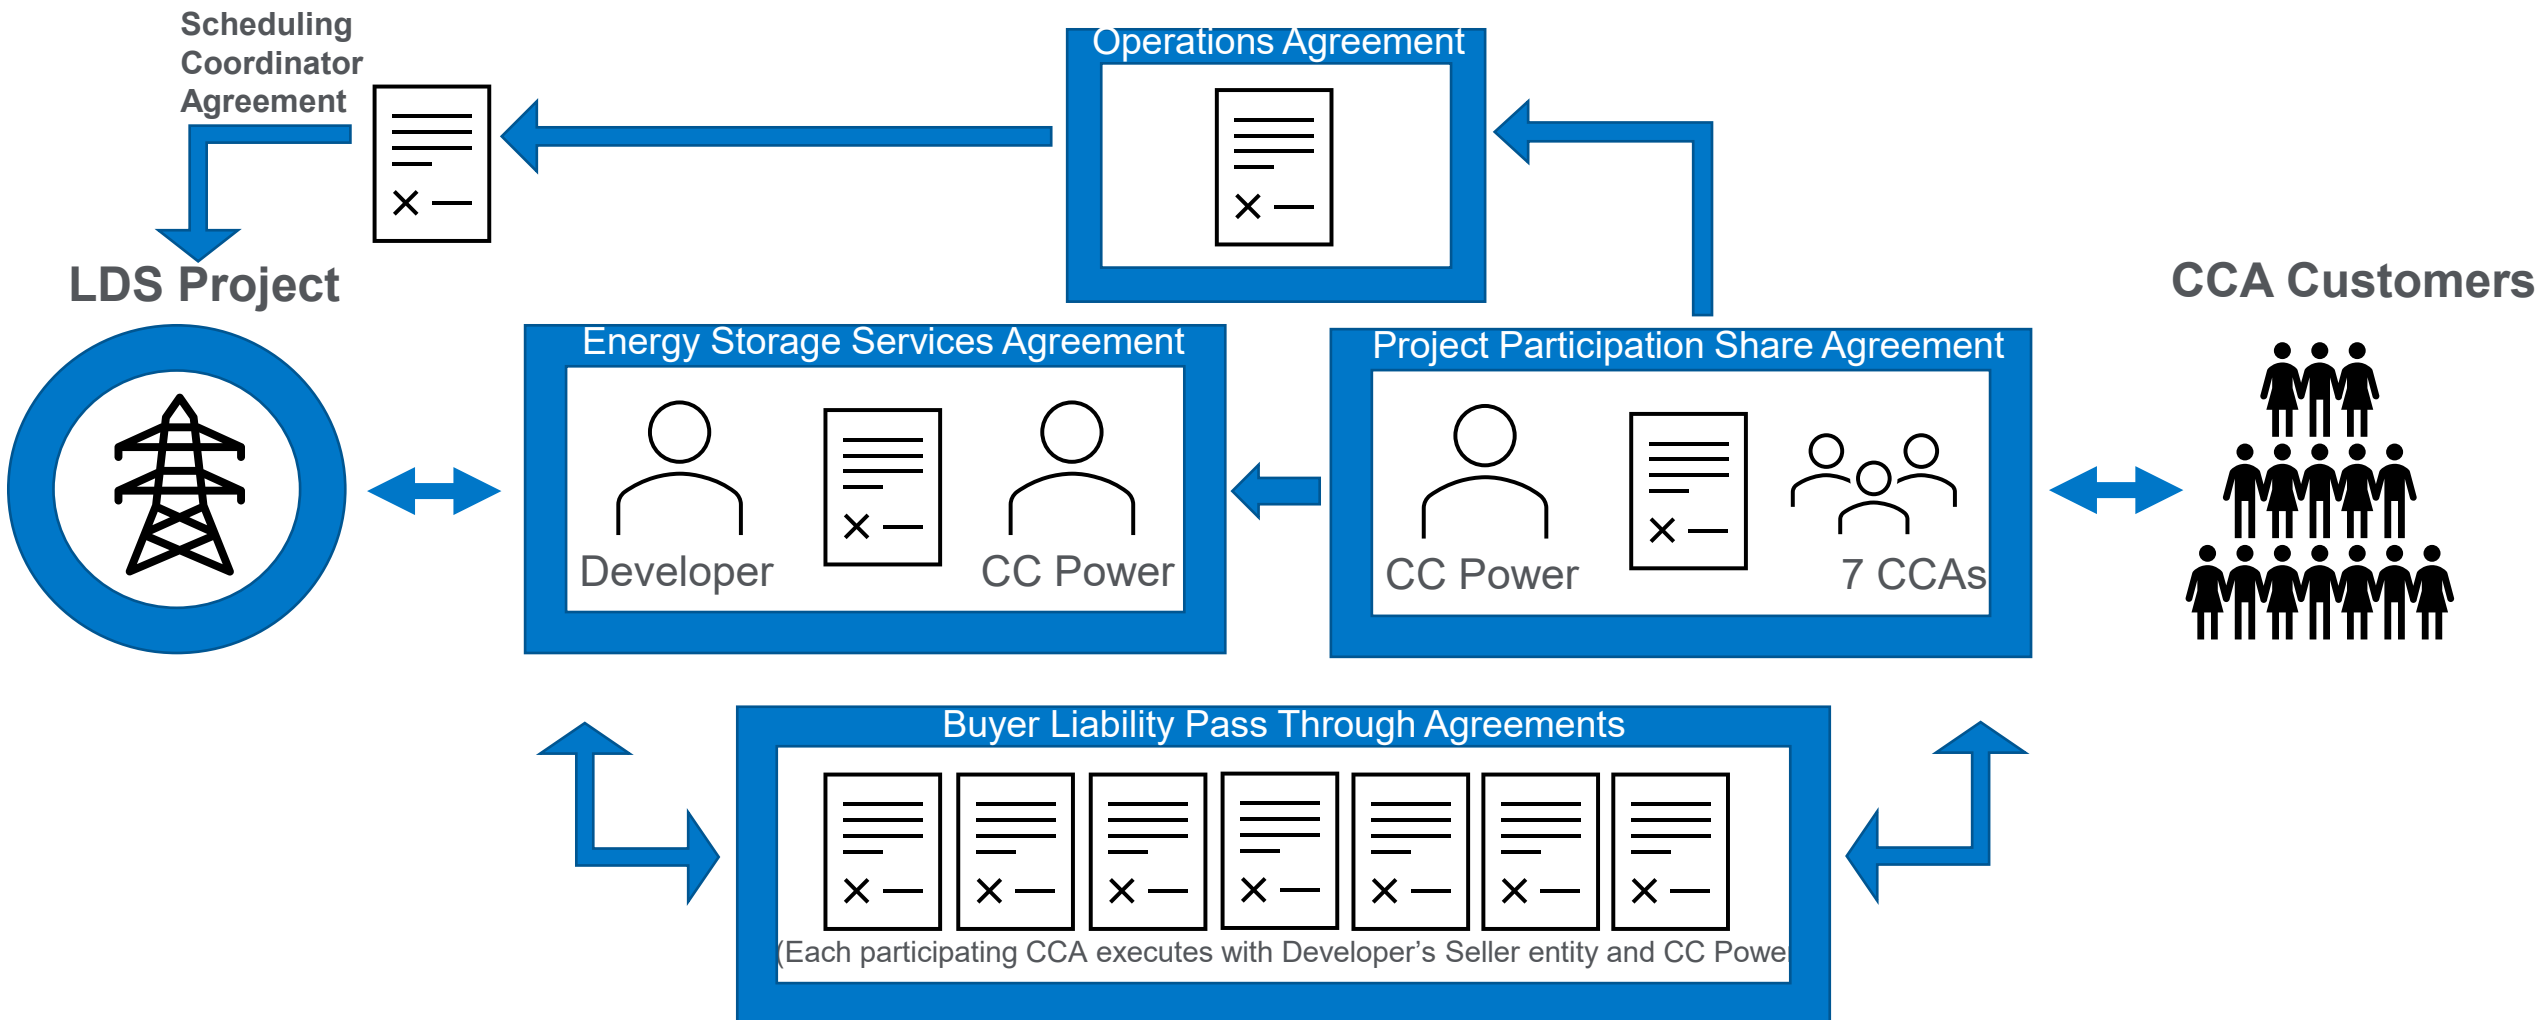 Scheduling
Coordinator
Agreement
Operations Agreement
LDS Project
CCA Customers
Energy Storage Services Agreement
Project Participation Share Agreement
Developer
CC Power
CC Power
7 CCAs
Buyer Liability Pass Through Agreements
(Each participating CCA executes with Developer’s Seller entity and CC Power